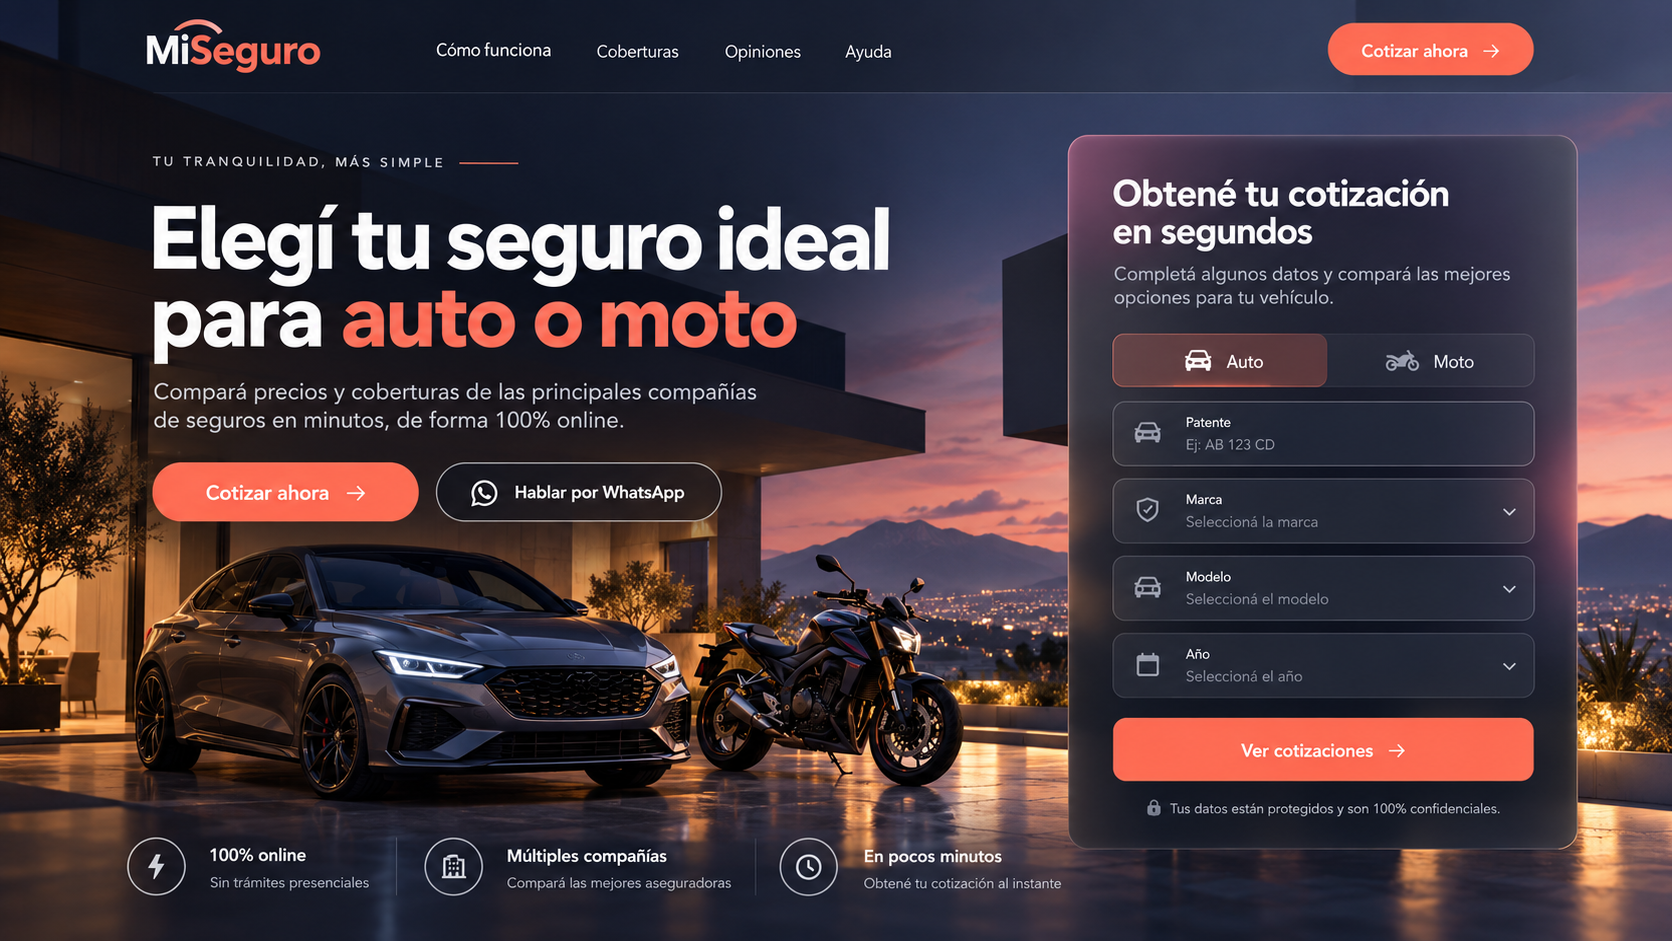 MiSeguro
Cómo funciona
Coberturas
Opiniones
Ayuda
Cotizar ahora
TU TRANQUILIDAD, MÁS SIMPLE
Elegí tu seguro ideal
para auto o moto
Compará precios y coberturas de las principales compañías
de seguros en minutos, de forma 100% online.
Cotizar ahora
Hablar por WhatsApp
100% online
Sin trámites presenciales
Múltiples compañías
Compará las mejores aseguradoras
En pocos minutos
Obtené tu cotización al instante
Obtené tu cotización
en segundos
Completá algunos datos y compará las mejores
opciones para tu vehículo.
Auto
Moto
Patente
Ej: AB 123 CD
Marca
Seleccioná la marca
Modelo
Seleccioná el modelo
Año
Seleccioná el año
Ver cotizaciones
Tus datos están protegidos y son 100% confidenciales.